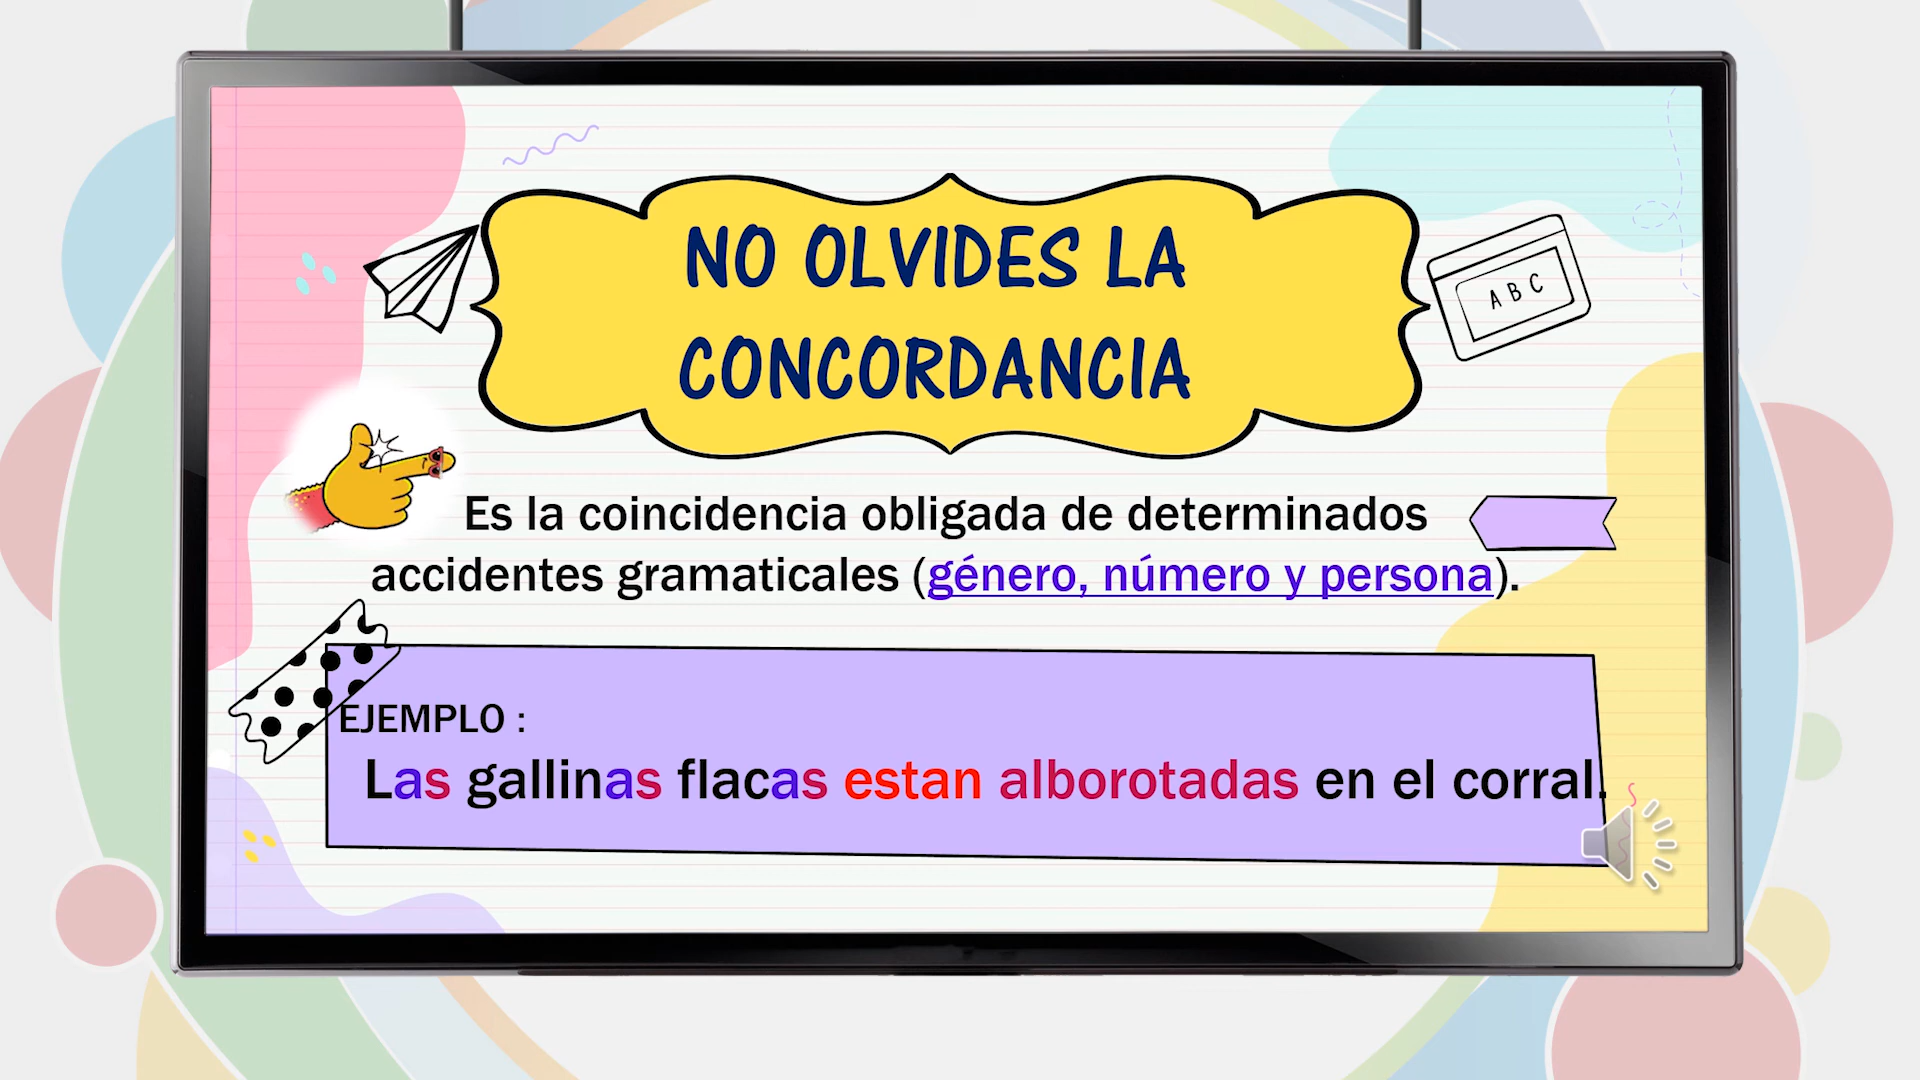 NO OLVIDES LA
CONCORDANCIA
A B C
Es la coincidencia obligada de determinados
accidentes gramaticales (género, número y persona).
EJEMPLO :
Las gallinas flacas estan alborotadas en el corral.